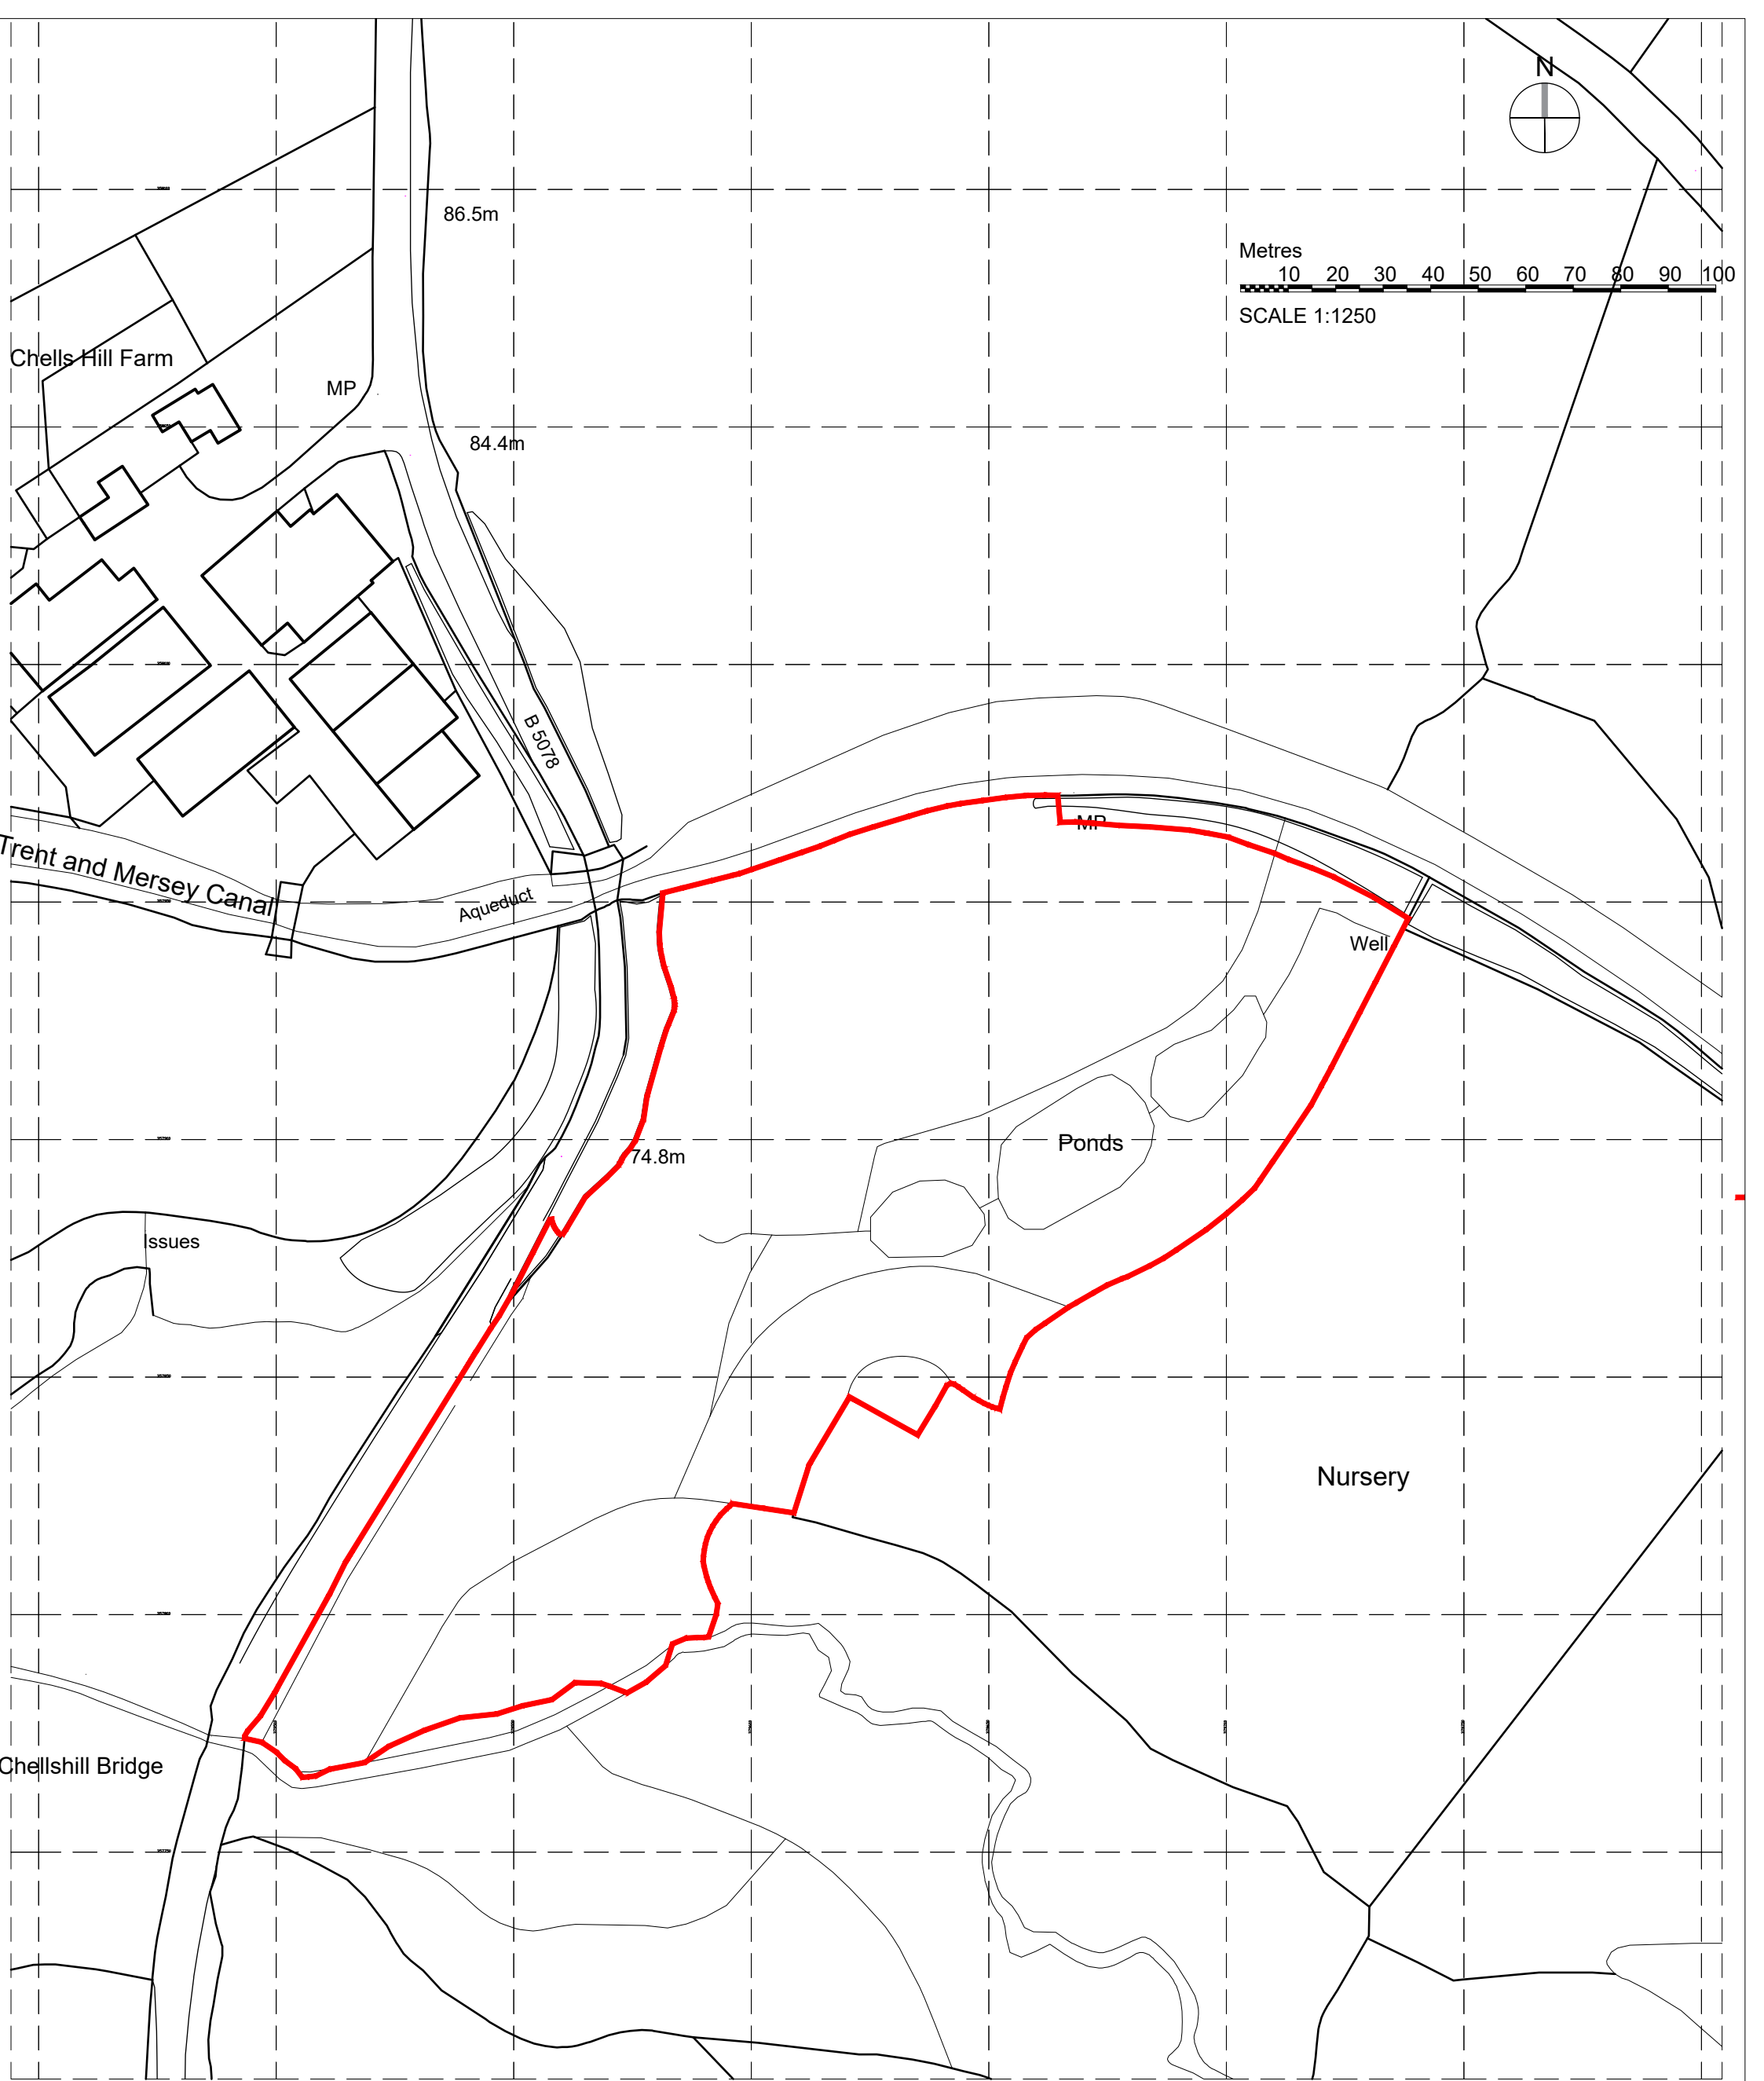 N
86.5m
Metres
10 20 30 40 50 60 70 80 90 100
SCALE 1:1250
Chells Hill Farm
MP
84.4m
B 5078
MP
Trent and Mersey Canal
Aqueduct
Well
Ponds
74.8m
Issues
Nursery
Chellshill Bridge